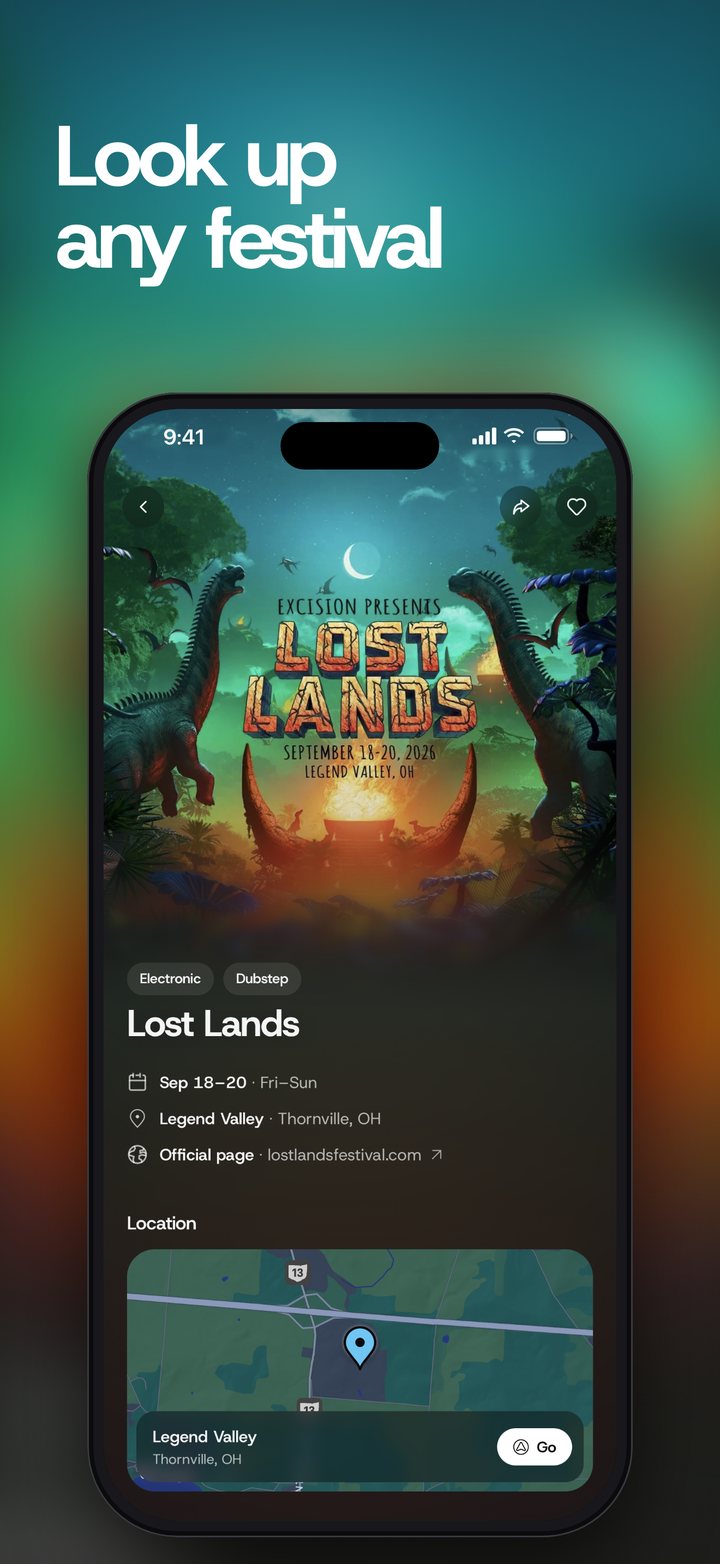 Look up
any festival
9:41
EXCISION PRESENTS
LOST
LANDS
SEPTEMBER 18-20, 2026
LEGEND VALLEY, OH
Electronic Dubstep
Lost Lands
Sep 18–20 · Fri–Sun
Legend Valley · Thornville, OH
Official page · lostlandsfestival.com ↗
Location
13
13
Legend Valley
Thornville, OH
Go